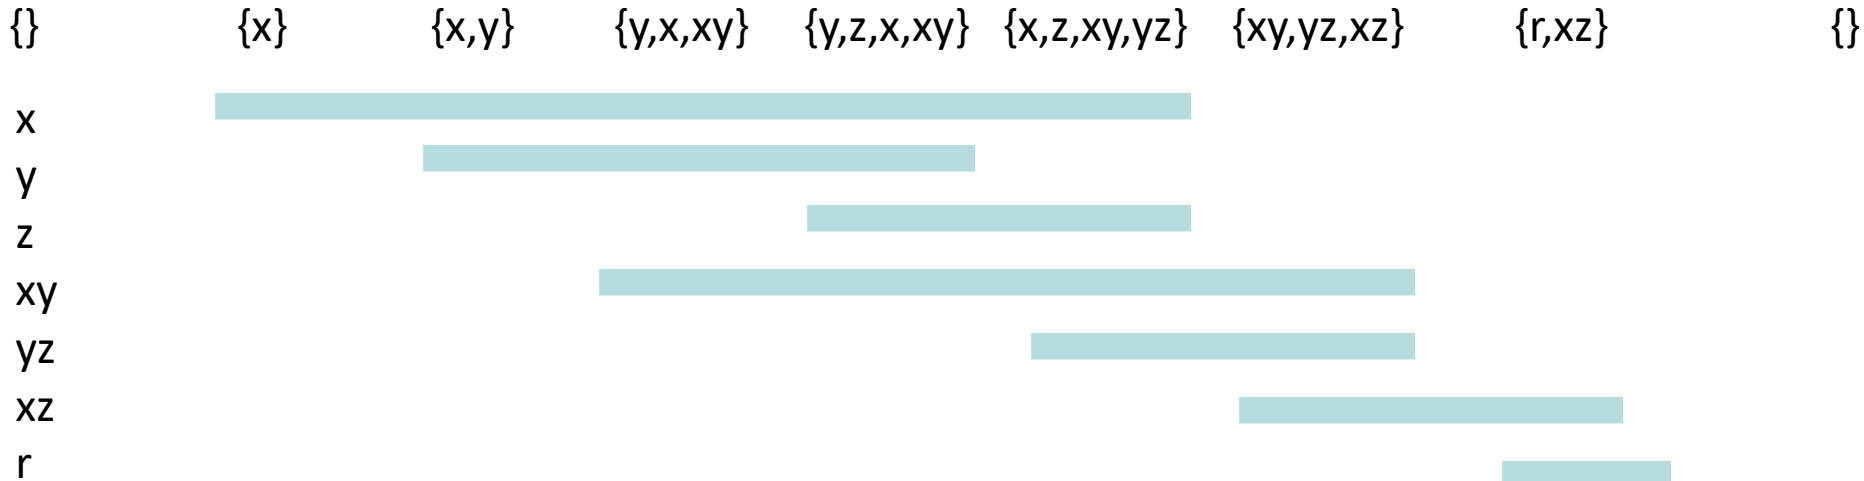 {} {x} {x,y} {y,x,xy} {y,z,x,xy} {x,z,xy,yz} {xy,yz,xz} {r,xz} {}
x
y
z
xy
yz
xz
r